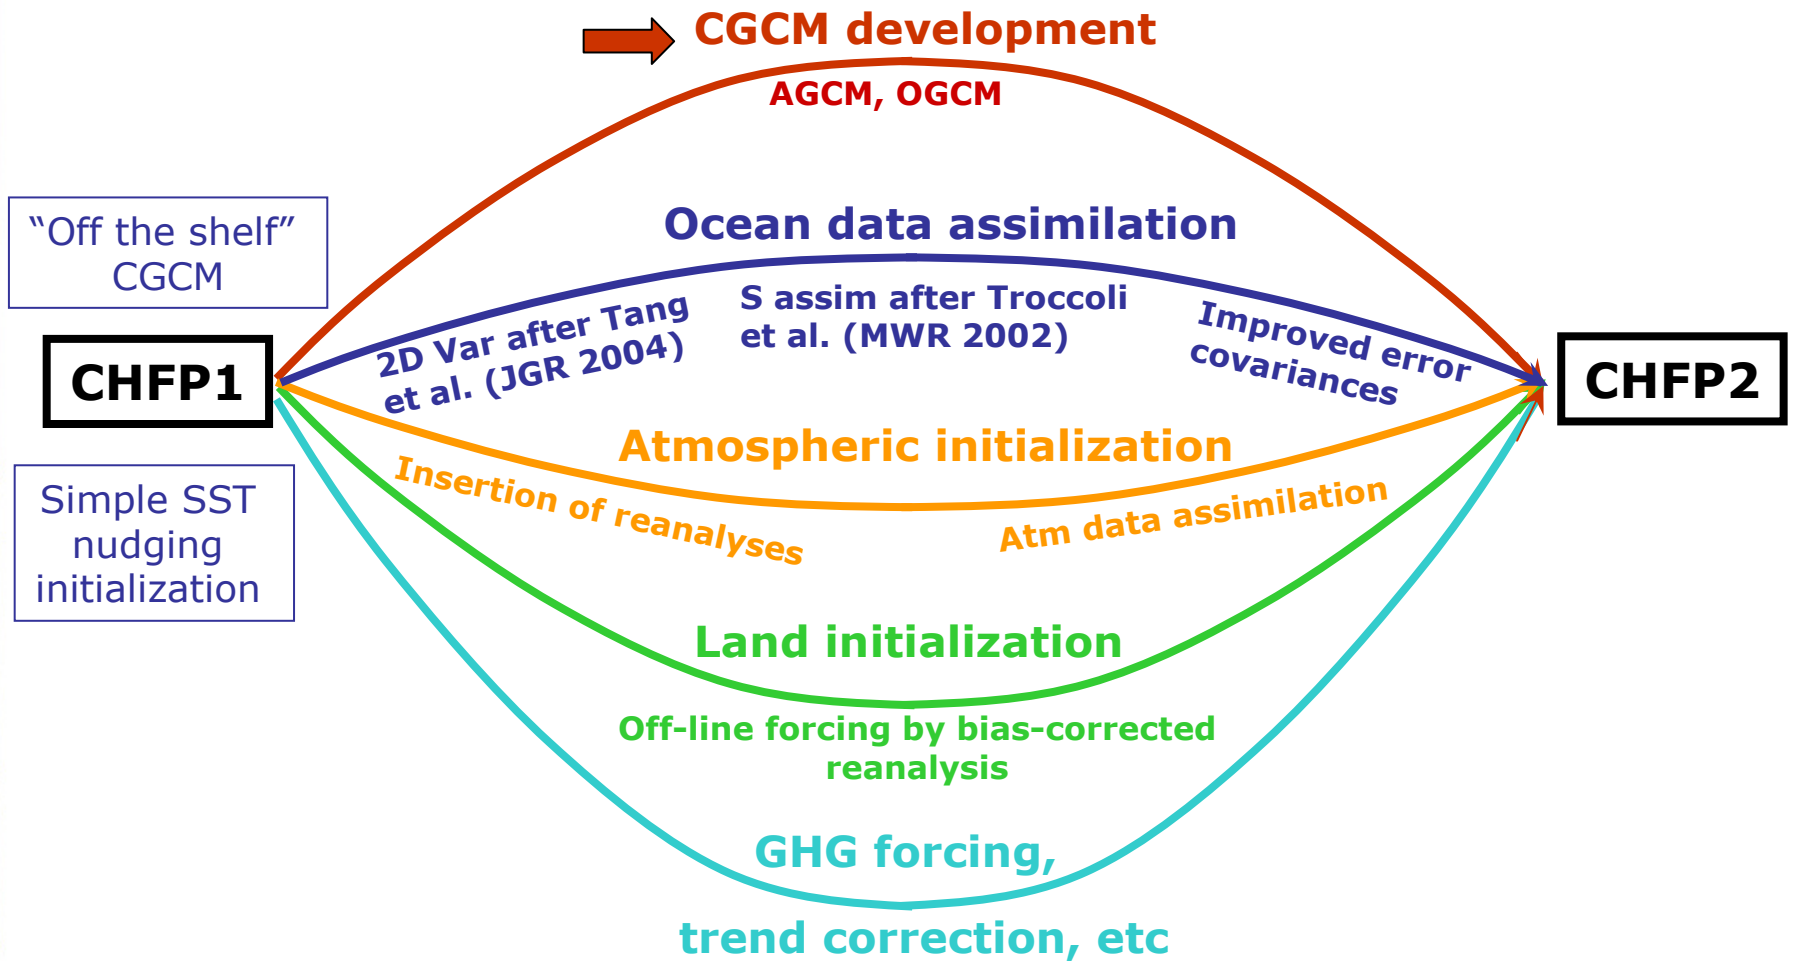 CGCM development
AGCM, OGCM
“Off the shelf”
CGCM
Ocean data assimilation
2D Var after Tang
et al. (JGR 2004)
S assim after Troccoli
et al. (MWR 2002)
Improved error
covariances
CHFP1
CHFP2
Atmospheric initialization
Insertion of reanalyses
Atm data assimilation
Simple SST
nudging
initialization
Land initialization
Off-line forcing by bias-corrected
reanalysis
GHG forcing,
trend correction, etc